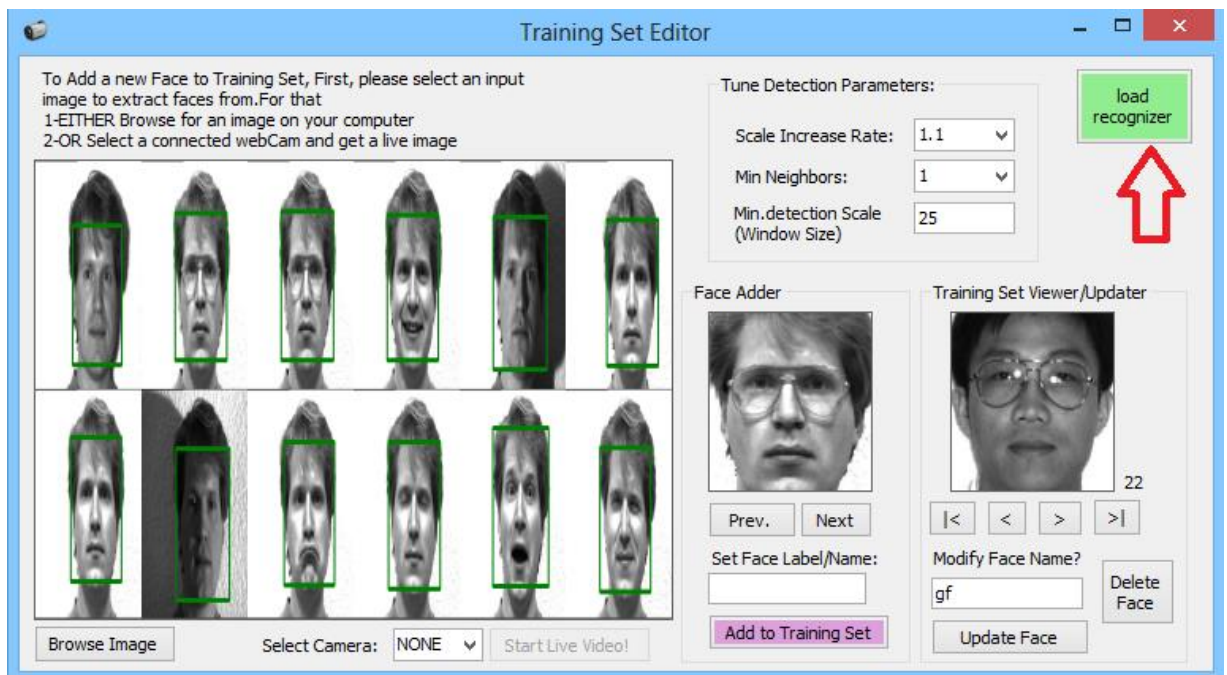 Training Set Editor
To Add a new Face to Training Set, First, please select an input
image to extract faces from.For that
1-EITHER Browse for an image on your computer
2-OR Select a connected webCam and get a live image
Tune Detection Parameters:
Scale Increase Rate: 1.1
Min Neighbors: 1
Min.detection Scale
(Window Size) 25
load
recognizer
Face Adder
Prev. Next
Set Face Label/Name:
Add to Training Set
Training Set Viewer/Updater
22
|< < > >|
Modify Face Name?
gf
Delete
Face
Update Face
Browse Image Select Camera: NONE Start Live Video!